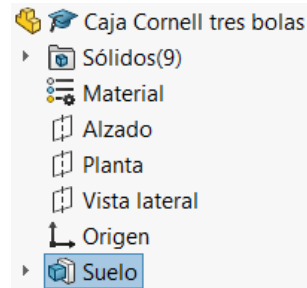 Caja Cornell tres bolas
Sólidos(9)
Material
Alzado
Planta
Vista lateral
Origen
Suelo